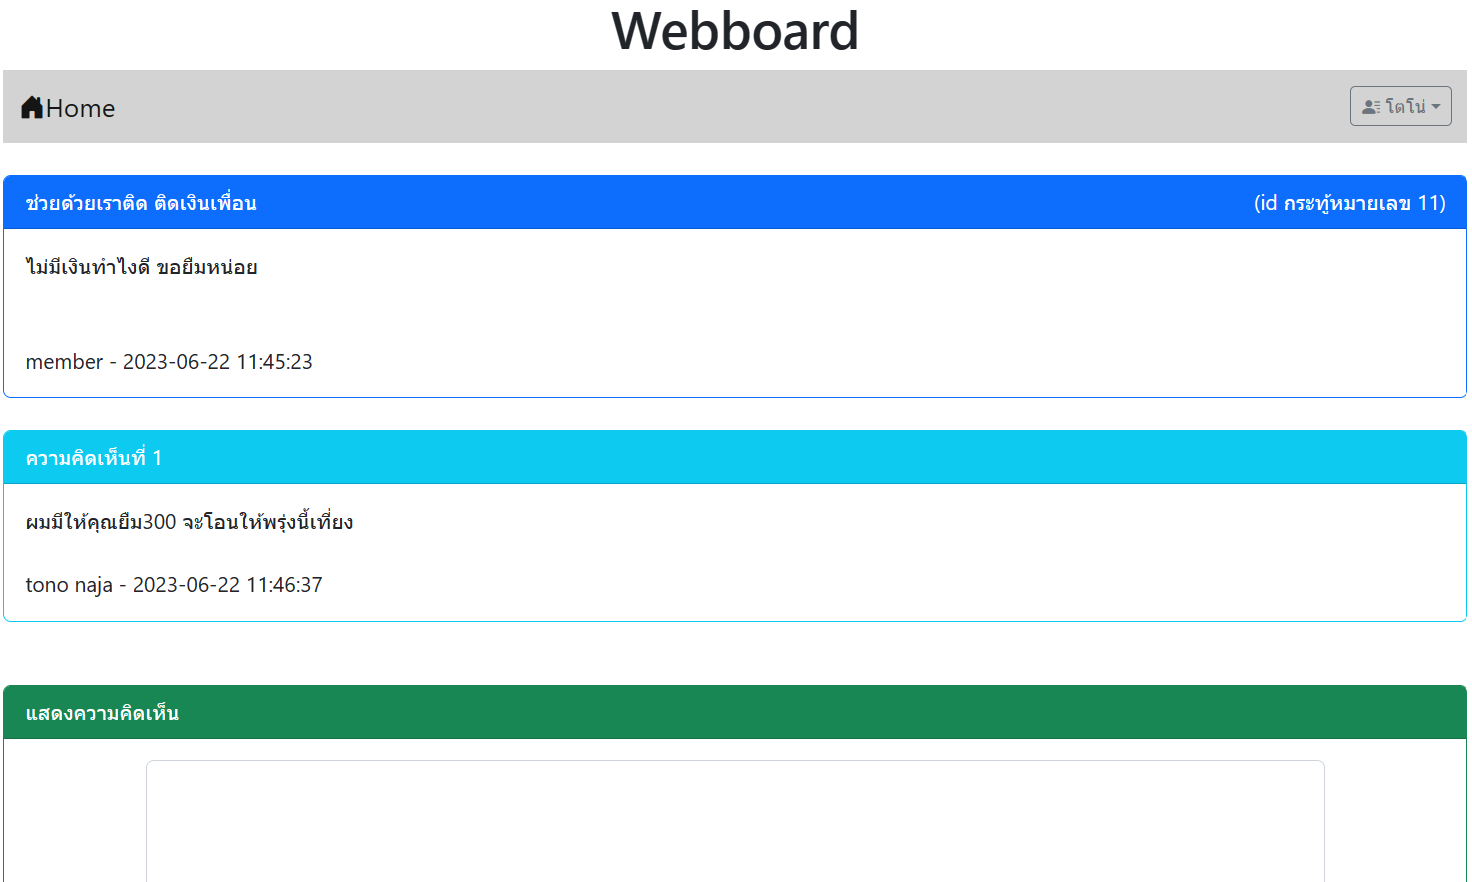 Webboard
Home
โตโน่
ช่วยด้วยเราติด ติดเงินเพื่อน
(id กระทู้หมายเลข 11)
ไม่มีเงินทำไงดี ขอยืมหน่อย
member - 2023-06-22 11:45:23
ความคิดเห็นที่ 1
ผมมีให้คุณยืม300 จะโอนให้พรุ่งนี้เที่ยง
tono naja - 2023-06-22 11:46:37
แสดงความคิดเห็น